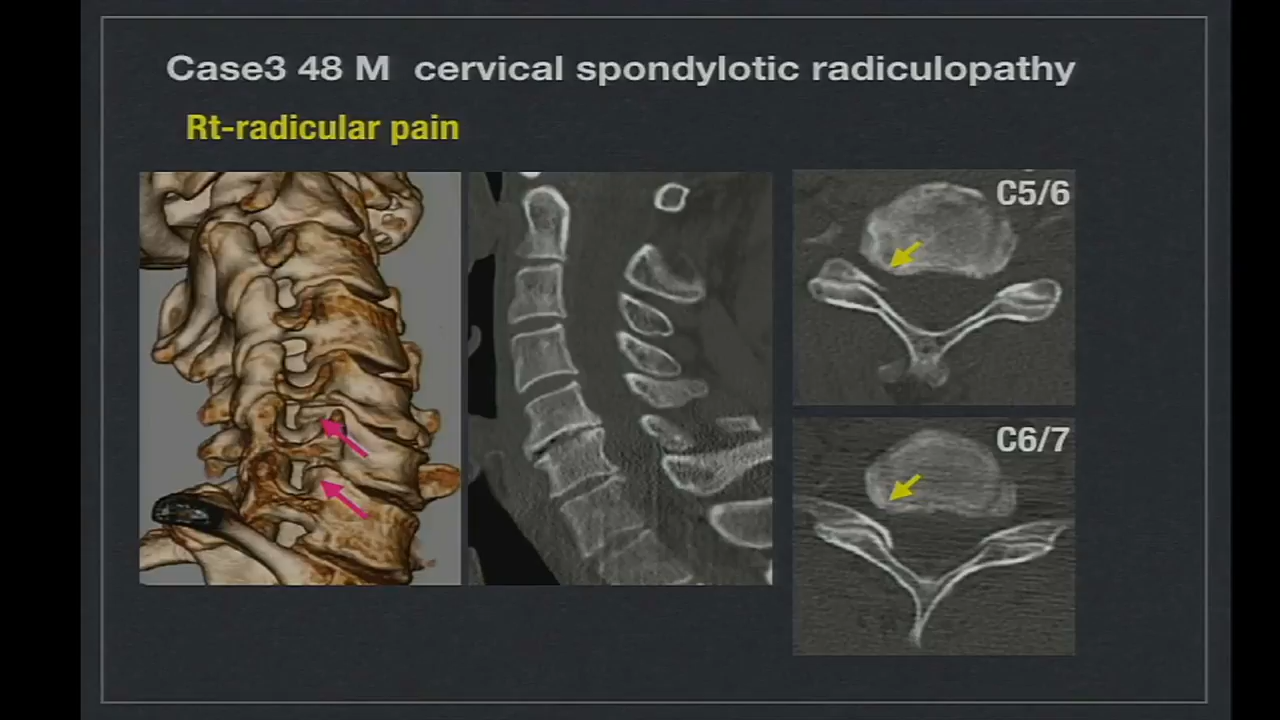 Case3 48 M cervical spondylotic radiculopathy
Rt-radicular pain
C5/6
C6/7